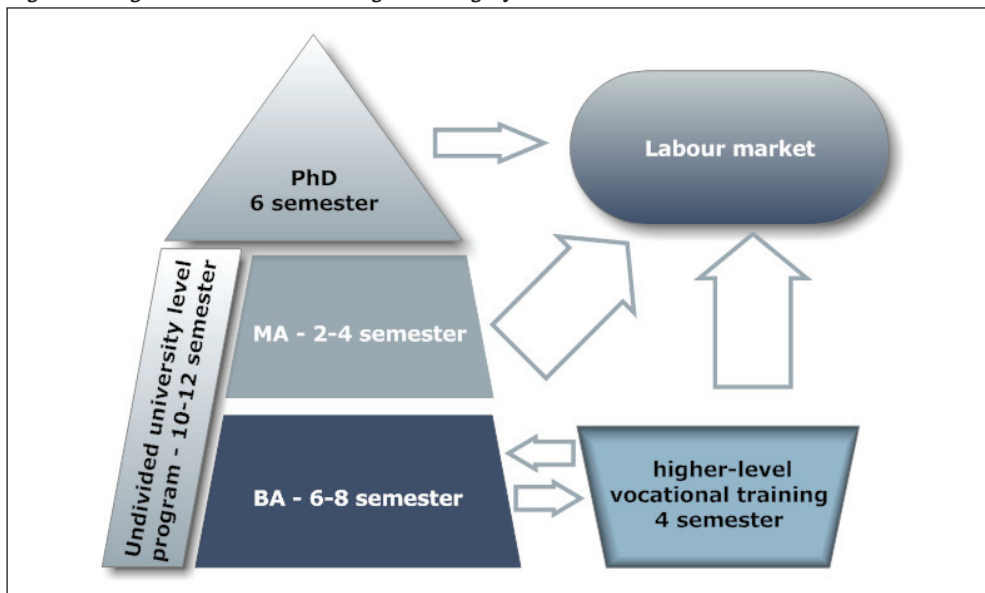 PhD
6 semester
Labour market
Undivided university level
program - 10-12 semester
MA - 2-4 semester
BA - 6-8 semester
higher-level
vocational training
4 semester